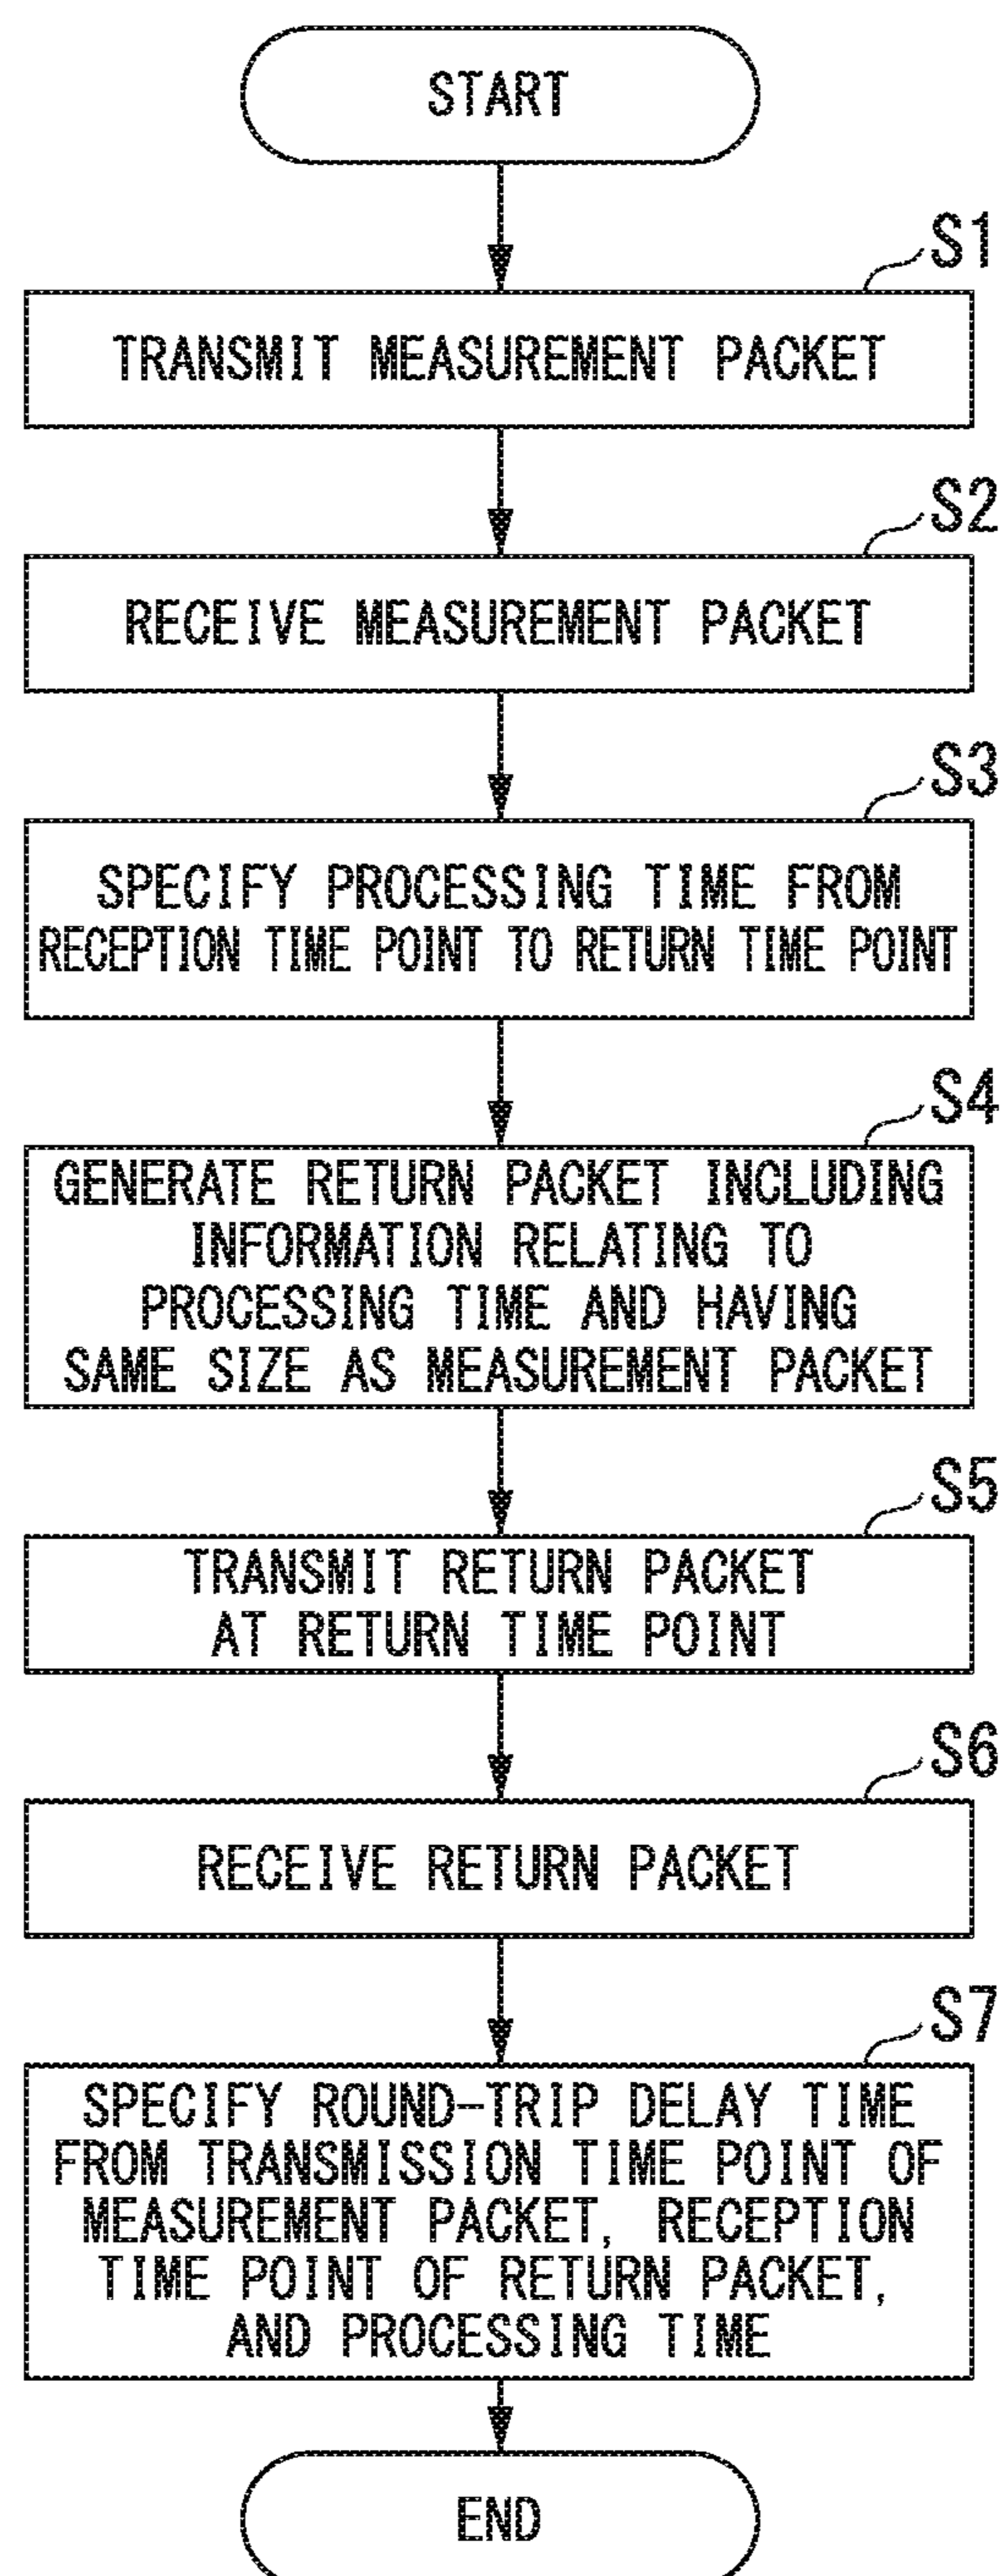 START
S1
TRANSMIT MEASUREMENT PACKET
S2
RECEIVE MEASUREMENT PACKET
S3
SPECIFY PROCESSING TIME FROM
RECEPTION TIME POINT TO RETURN TIME POINT
S4
GENERATE RETURN PACKET INCLUDING
INFORMATION RELATING TO
PROCESSING TIME AND HAVING
SAME SIZE AS MEASUREMENT PACKET
S5
TRANSMIT RETURN PACKET
AT RETURN TIME POINT
S6
RECEIVE RETURN PACKET
S7
SPECIFY ROUND-TRIP DELAY TIME
FROM TRANSMISSION TIME POINT OF
MEASUREMENT PACKET, RECEPTION
TIME POINT OF RETURN PACKET,
AND PROCESSING TIME
END